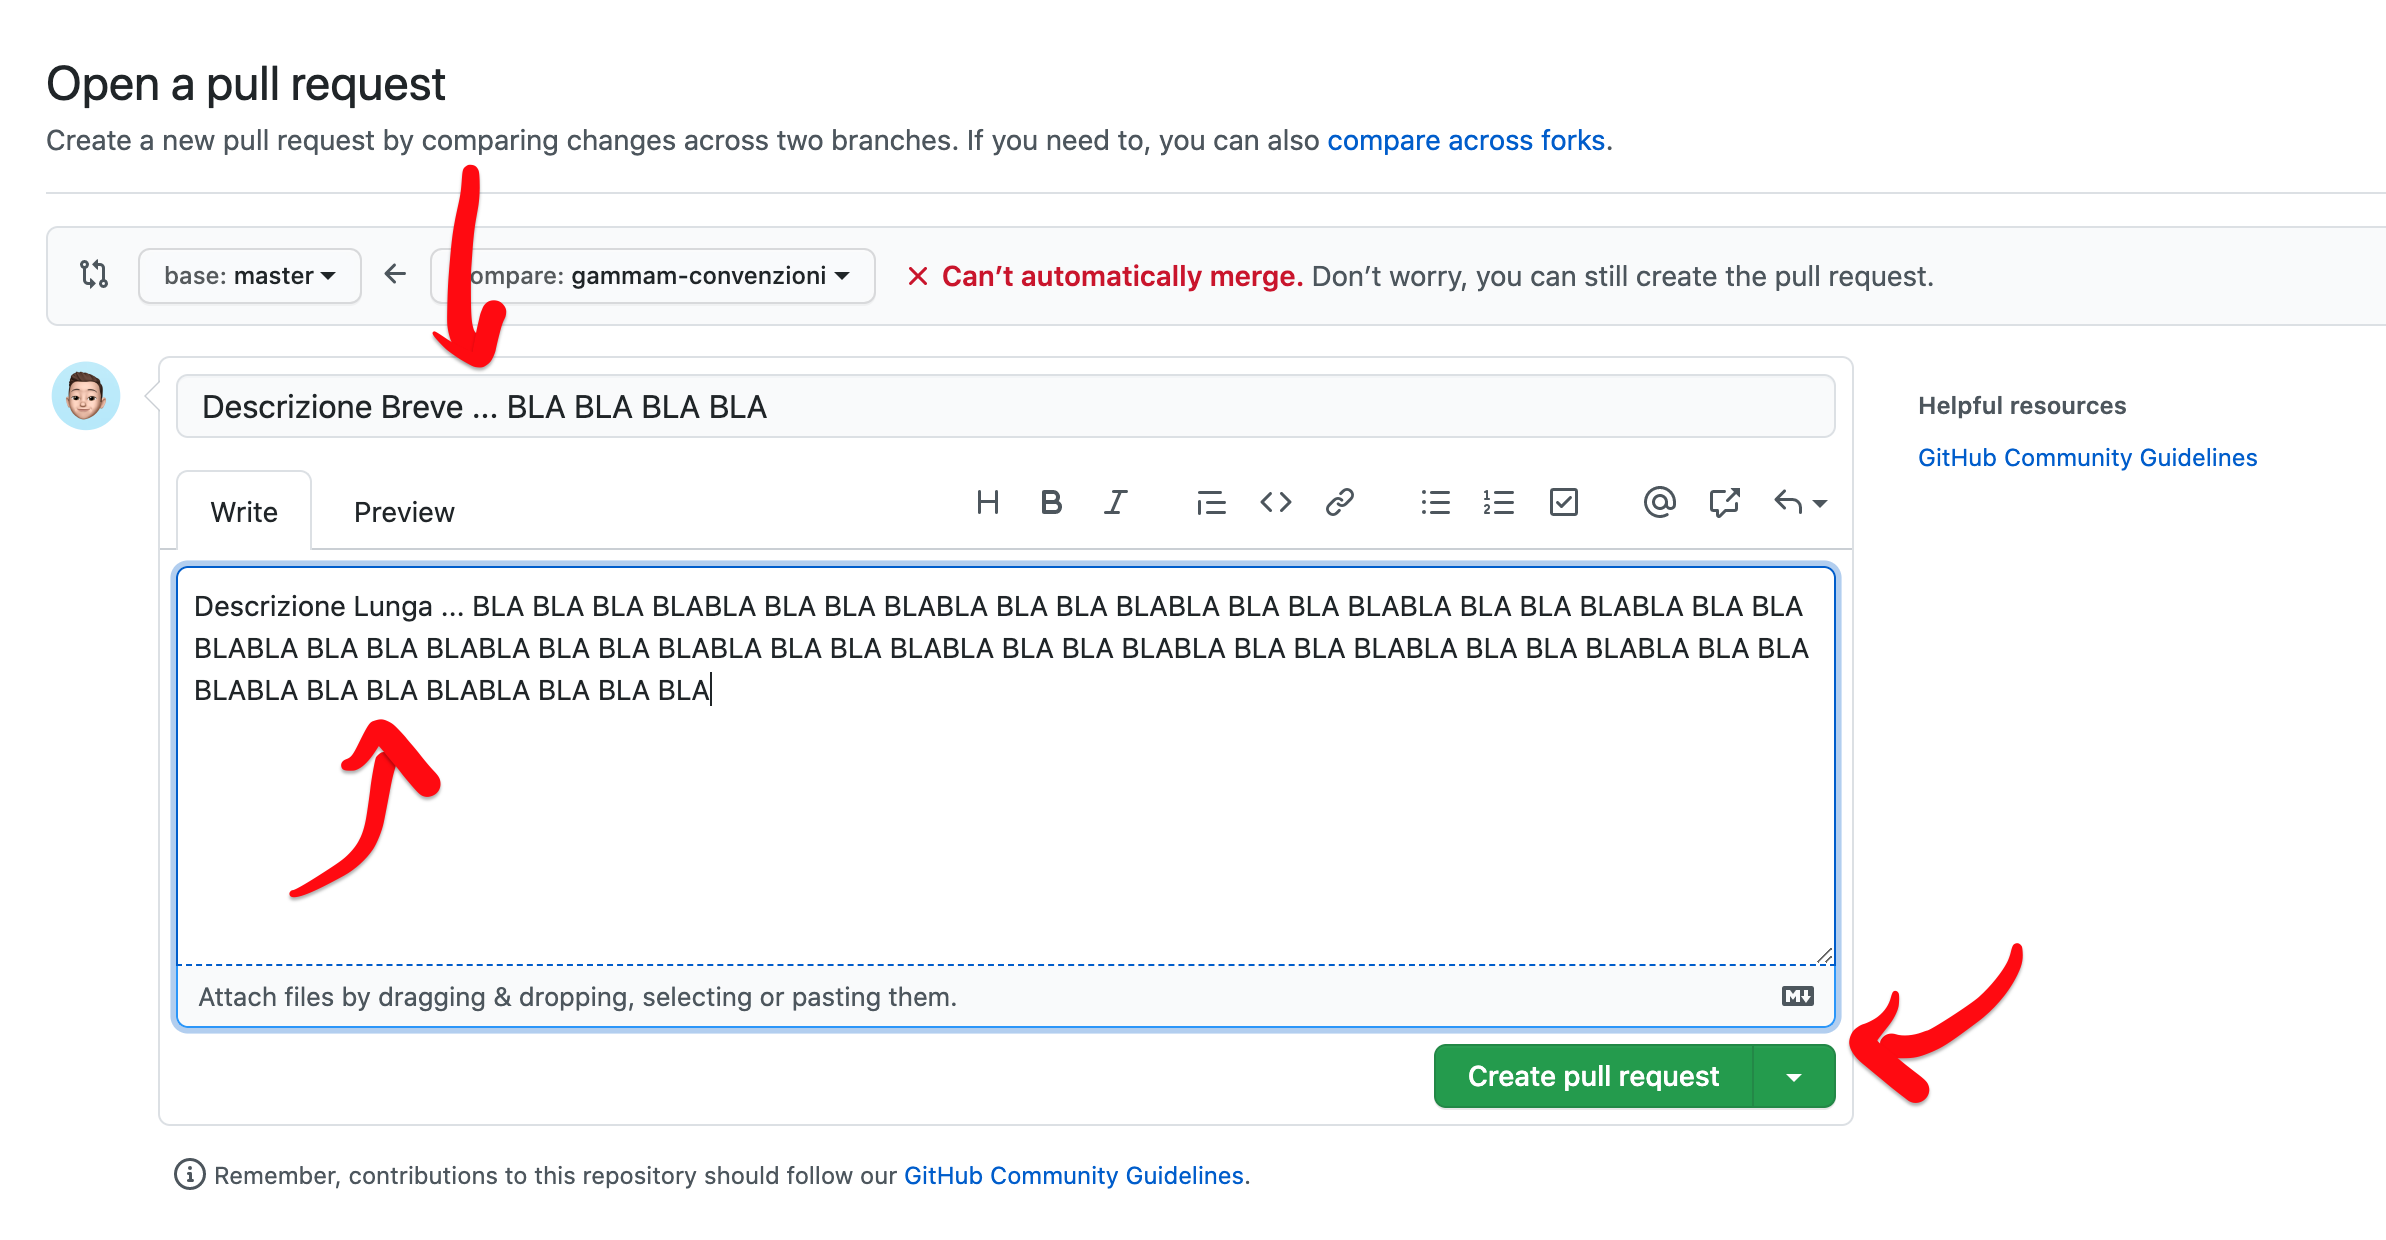 Open a pull request
Create a new pull request by comparing changes across two branches. If you need to, you can also compare across forks.
base: master ompare: gammam-convenzioni Can’t automatically merge. Don’t worry, you can still create the pull request.
Descrizione Breve ... BLA BLA BLA BLA
Helpful resources
GitHub Community Guidelines
Write Preview
Descrizione Lunga ... BLA BLA BLA BLABLA BLA BLA BLABLA BLA BLA BLABLA BLA BLA BLABLA BLA BLA BLABLA BLA BLA
BLABLA BLA BLA BLABLA BLA BLA BLABLA BLA BLA BLABLA BLA BLA BLABLA BLA BLA BLABLA BLA BLA BLABLA BLA BLA
BLABLA BLA BLA BLABLA BLA BLA BLA
Attach files by dragging & dropping, selecting or pasting them.
Create pull request
Remember, contributions to this repository should follow our GitHub Community Guidelines.